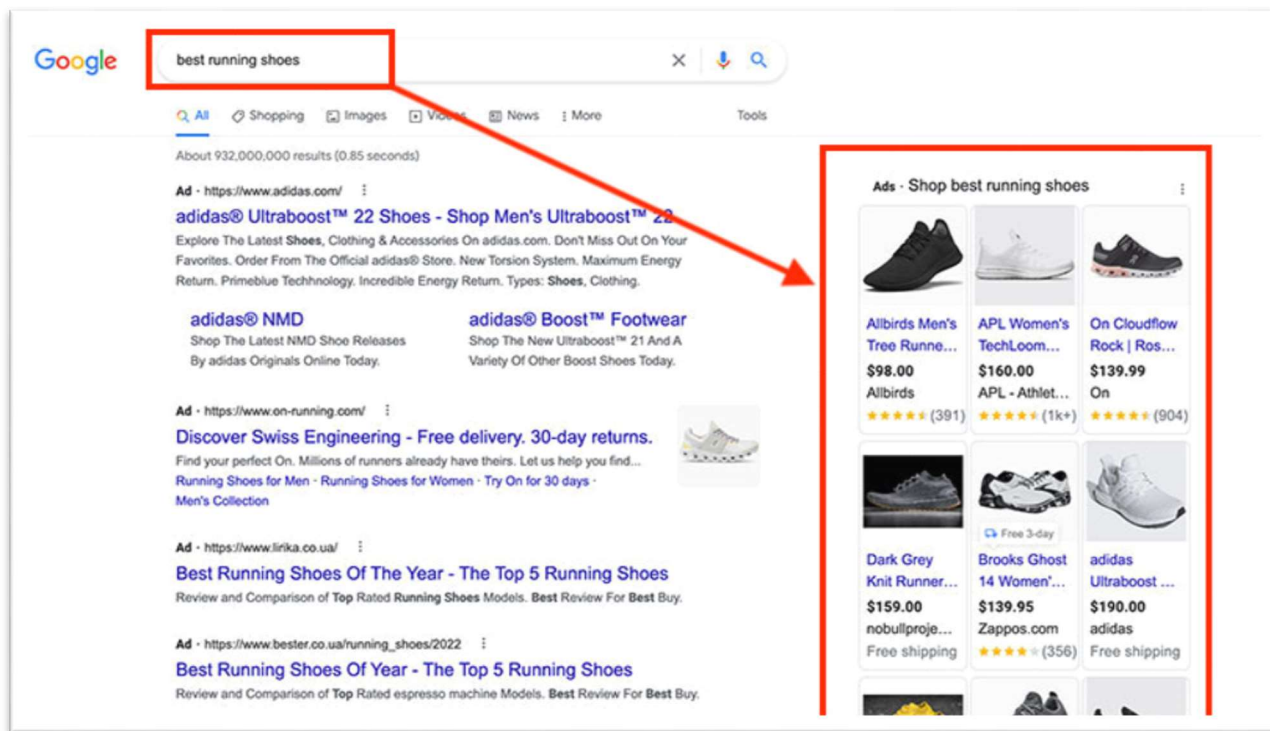 Google
best running shoes
All Shopping Images Videos News More Tools
About 932,000,000 results (0.85 seconds)
Ad · https://www.adidas.com/
adidas® Ultraboost™ 22 Shoes - Shop Men's Ultraboost™ 22
Explore The Latest Shoes, Clothing & Accessories On adidas.com. Don't Miss Out On Your
Favorites. Order From The Official adidas® Store. New Torsion System. Maximum Energy
Return. Primeblue Techhnology. Incredible Energy Return. Types: Shoes, Clothing.
adidas® NMD
Shop The Latest NMD Shoe Releases
By adidas Originals Online Today.
adidas® Boost™ Footwear
Shop The New Ultraboost™ 21 And A
Variety Of Other Boost Shoes Today.
Ad · https://www.on-running.com/
Discover Swiss Engineering - Free delivery. 30-day returns.
Find your perfect On. Millions of runners already have theirs. Let us help you find...
Running Shoes for Men · Running Shoes for Women · Try On for 30 days ·
Men's Collection
Ad · https://www.lirika.co.ua/
Best Running Shoes Of The Year - The Top 5 Running Shoes
Review and Comparison of Top Rated Running Shoes Models. Best Review For Best Buy.
Ad · https://www.bester.co.ua/running_shoes/2022
Best Running Shoes Of Year - The Top 5 Running Shoes
Review and Comparison of Top Rated espresso machine Models. Best Review For Best Buy.
Ads · Shop best running shoes
Allbirds Men's
Tree Runne...
$98.00
Allbirds
(391)
APL Women's
TechLoom...
$160.00
APL - Athlet...
(1k+)
On Cloudflow
Rock | Ros...
$139.99
On
(904)
Dark Grey
Knit Runner...
$159.00
nobullproje...
Free shipping
Free 3-day
Brooks Ghost
14 Women'...
$139.95
Zappos.com
(356)
adidas
Ultraboost ...
$190.00
adidas
Free shipping